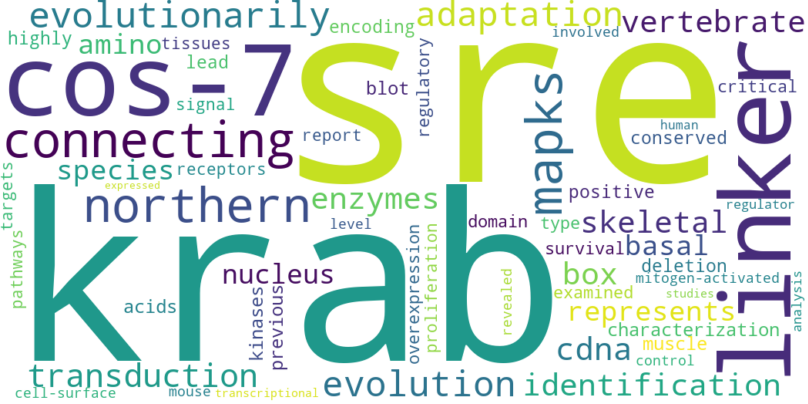 evolutionarily
encoding
adaptation
involved
vertebrate
highly
amino
tissues
lead
signal
cos-7
sre
blot
regulatory
mapks
critical
linker
human
conserved
connecting
report
species
receptors
expressed
targets
pathways
northern
krab
enzymes
level
domain
positive
type
skeletal
regulator
survival
basal
nucleus
acids
kinases
previous
overexpression
proliferation
revealed
box
deletion
mitogen-activated
examined
studies
analysis
represents
characterization
muscle
cdna
control
transduction
cell-surface
mouse
transcriptional
evolution
identification